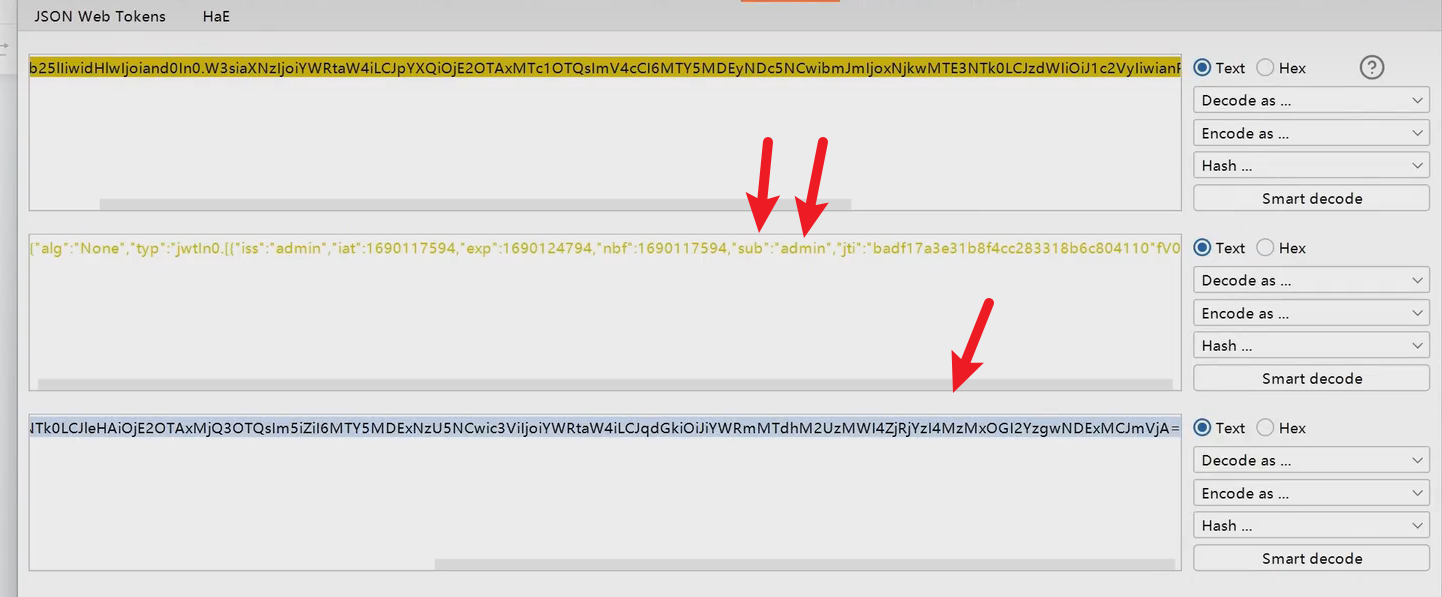 JSON Web Tokens HaE
b25lIiwidHlwIjoiand0In0.W3siaXNzIjoiYWRtaW4iLCJpYXQiOjE2OTAxMTc1OTQsImV4cCI6MTY5MDEyNDc5NCwibmJmIjoxNjkwMTE3NTk0LCJzdWIiOiJ1c2VyIiwianR
Text Hex ?
Decode as ...
Encode as ...
Hash ...
Smart decode
{"alg":"None","typ":"jwtIn0.[{"iss":"admin","iat":1690117594,"exp":1690124794,"nbf":1690117594,"sub":"admin","jti":"badf17a3e31b8f4cc283318b6c804110"fV0
Text Hex
Decode as ...
Encode as ...
Hash ...
Smart decode
NTk0LCJleHAiOjE2OTAxMjQ3OTQsIm5iZiI6MTY5MDExNzU5NCwic3ViIjoiYWRtaW4iLCJqdGkiOiJiYWRmMTdhM2UzMWI4ZjRjYzI4MzMxOGI2YzgwNDExMCJmVjA=
Text Hex
Decode as ...
Encode as ...
Hash ...
Smart decode